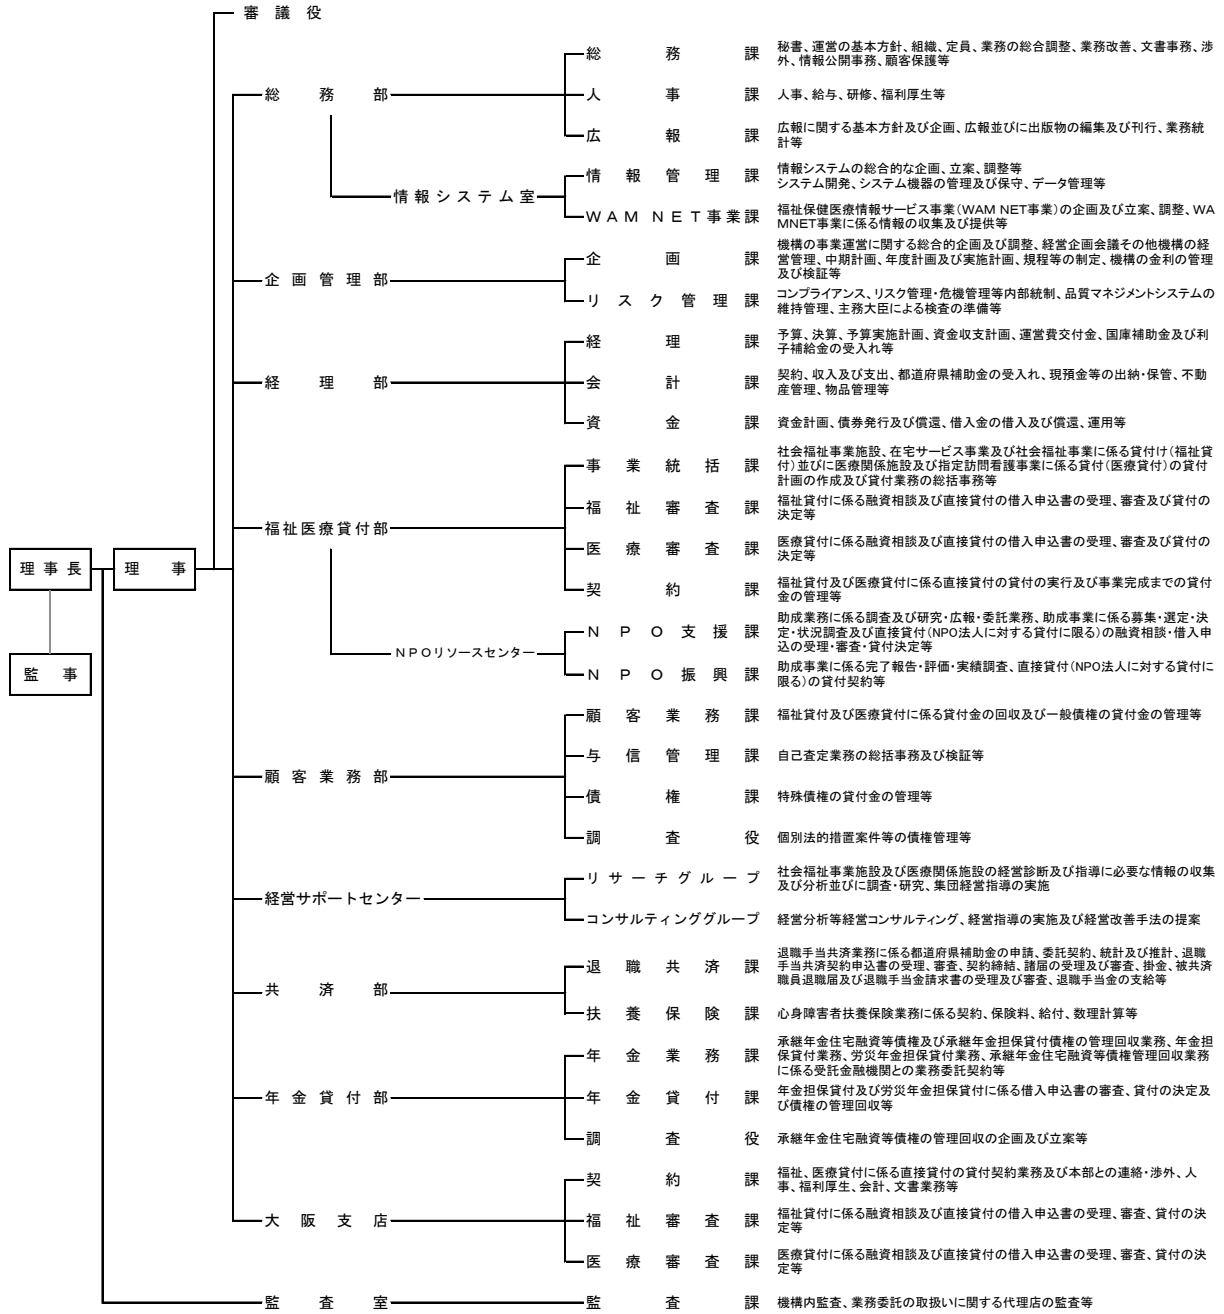 審議役
総務課
秘書、運営の基本方針、組織、定員、業務の総合調整、業務改善、文書事務、渉
外、情報公開事務、顧客保護等
総務部
人事課
人事、給与、研修、福利厚生等
広報課
広報に関する基本方針及び企画、広報並びに出版物の編集及び刊行、業務統
計等
情報システム室
情報管理課
情報システムの総合的な企画、立案、調整等
システム開発、システム機器の管理及び保守、データ管理等
WAM NET事業課
福祉保健医療情報サービス事業(WAM NET事業)の企画及び立案、調整、WA
MNET事業に係る情報の収集及び提供等
企画管理部
企画課
機構の事業運営に関する総合的企画及び調整、経営企画会議その他機構の経
営管理、中期計画、年度計画及び実施計画、規程等の制定、機構の金利の管理
及び検証等
リスク管理課
コンプライアンス、リスク管理・危機管理等内部統制、品質マネジメントシステムの
維持管理、主務大臣による検査の準備等
経理部
経理課
予算、決算、予算実施計画、資金収支計画、運営費交付金、国庫補助金及び利
子補給金の受入れ等
会計課
契約、収入及び支出、都道府県補助金の受入れ、現預金等の出納・保管、不動
産管理、物品管理等
資金課
資金計画、債券発行及び償還、借入金の借入及び償還、運用等
福祉医療貸付部
事業統括課
社会福祉事業施設、在宅サービス事業及び社会福祉事業に係る貸付け(福祉貸
付)並びに医療関係施設及び指定訪問看護事業に係る貸付(医療貸付)の貸付
計画の作成及び貸付業務の総括事務等
福祉審査課
福祉貸付に係る融資相談及び直接貸付の借入申込書の受理、審査及び貸付の
決定等
医療審査課
医療貸付に係る融資相談及び直接貸付の借入申込書の受理、審査及び貸付の
決定等
契約課
福祉貸付及び医療貸付に係る直接貸付の貸付の実行及び事業完成までの貸付
金の管理等
理事長
理事
監事
NPOリソースセンター
NPO支援課
助成業務に係る調査及び研究・広報・委託業務、助成事業に係る募集・選定・決
定・状況調査及び直接貸付(NPO法人に対する貸付に限る)の融資相談・借入申
込の受理・審査・貸付決定等
NPO振興課
助成事業に係る完了報告・評価・実績調査、直接貸付(NPO法人に対する貸付に
限る)の貸付契約等
顧客業務部
顧客業務課
福祉貸付及び医療貸付に係る貸付金の回収及び一般債権の貸付金の管理等
与信管理課
自己査定業務の総括事務及び検証等
債権課
特殊債権の貸付金の管理等
調査役
個別法的措置案件等の債権管理等
経営サポートセンター
リサーチグループ
社会福祉事業施設及び医療関係施設の経営診断及び指導に必要な情報の収集
及び分析並びに調査・研究、集団経営指導の実施
コンサルティンググループ
経営分析等経営コンサルティング、経営指導の実施及び経営改善手法の提案
共済部
退職共済課
退職手当共済業務に係る都道府県補助金の申請、委託契約、統計及び推計、退職
手当共済契約申込書の受理、審査、契約締結、諸届の受理及び審査、掛金、被共済
職員退職届及び退職手当金請求書の受理及び審査、退職手当金の支給等
扶養保険課
心身障害者扶養保険業務に係る契約、保険料、給付、数理計算等
年金貸付部
年金業務課
承継年金住宅融資等債権及び承継年金担保貸付債権の管理回収業務、年金担
保貸付業務、労災年金担保貸付業務、承継年金住宅融資等債権管理回収業務
に係る受託金融機関との業務委託契約等
年金貸付課
年金担保貸付及び労災年金担保貸付に係る借入申込書の審査、貸付の決定及
び債権の管理回収等
調査役
承継年金住宅融資等債権の管理回収の企画及び立案等
大阪支店
契約課
福祉、医療貸付に係る直接貸付の貸付契約業務及び本部との連絡・渉外、人
事、福利厚生、会計、文書業務等
福祉審査課
福祉貸付に係る融資相談及び直接貸付の借入申込書の受理、審査、貸付の決
定等
医療審査課
医療貸付に係る融資相談及び直接貸付の借入申込書の受理、審査、貸付の決
定等
監査室
監査課
機構内監査、業務委託の取扱いに関する代理店の監査等